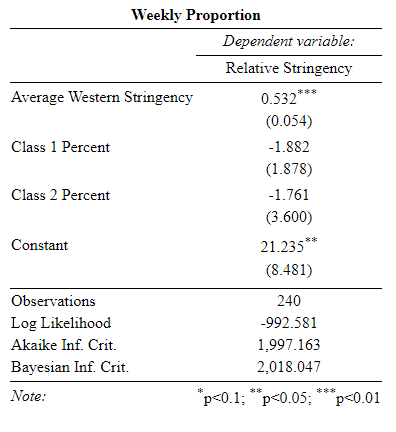 Weekly Proportion
Dependent variable:
Relative Stringency
Average Western Stringency 0.532***
(0.054)
Class 1 Percent -1.882
(1.878)
Class 2 Percent -1.761
(3.600)
Constant 21.235**
(8.481)
Observations 240
Log Likelihood -992.581
Akaike Inf. Crit. 1,997.163
Bayesian Inf. Crit. 2,018.047
Note: *p<0.1; **p<0.05; ***p<0.01